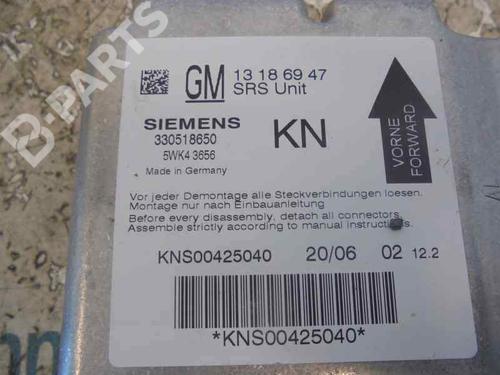 GM
13 18 69 47
SRS Unit
SIEMENS
330518650
5WK4 3656
Made in Germany
KN
VORNE
FORWARD
Vor jeder Demontage alle Steckverbindungen loesen.
Montage nur nach Einbauanleitung
Before every disassembly, detach all connectors.
Assemble strictly according to manual instructions.
KNS00425040 20/06 02 12.2
*KNS00425040*